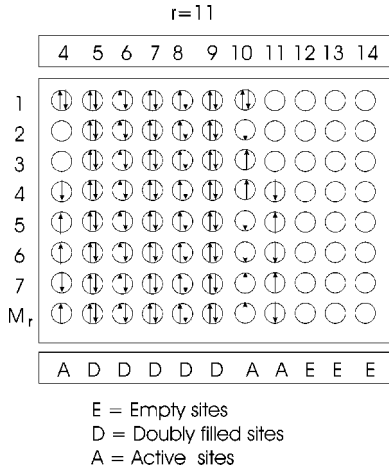 r=11
4 5 6 7 8 9 10 11 12 13 14
1
2
3
4
5
6
7
Mr
A D D D D D A A E E E
E = Empty sites
D = Doubly filled sites
A = Active sites